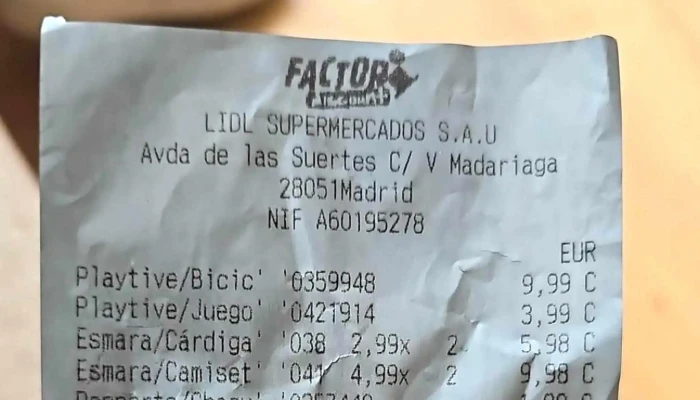 FACTORY
LIDL SUPERMERCADOS S.A.U
Avda de las Suertes C/ V Madariaga
28051Madrid
NIF A60195278
EUR
Playtive/Bicic' '0359948 9,99 C
Playtive/Juego' '0421914 3,99 C
Esmara/Cárdiga' '038 2,99x 2 5,98 C
Esmara/Camiset' '041 4,99x 2 9,98 C